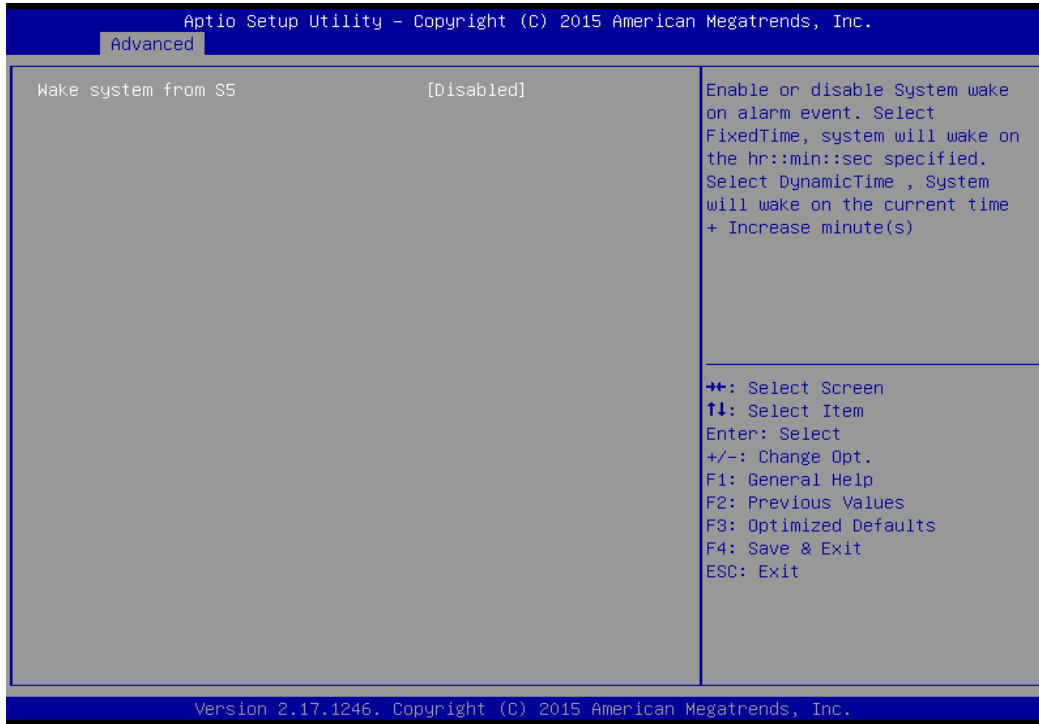 Aptio Setup Utility – Copyright (C) 2015 American Megatrends, Inc.
Advanced
Wake system from S5 [Disabled]
Enable or disable System wake
on alarm event. Select
FixedTime, system will wake on
the hr::min::sec specified.
Select DynamicTime , System
will wake on the current time
+ Increase minute(s)
→←: Select Screen
↑↓: Select Item
Enter: Select
+/-: Change Opt.
F1: General Help
F2: Previous Values
F3: Optimized Defaults
F4: Save & Exit
ESC: Exit
Version 2.17.1246. Copyright (C) 2015 American Megatrends, Inc.